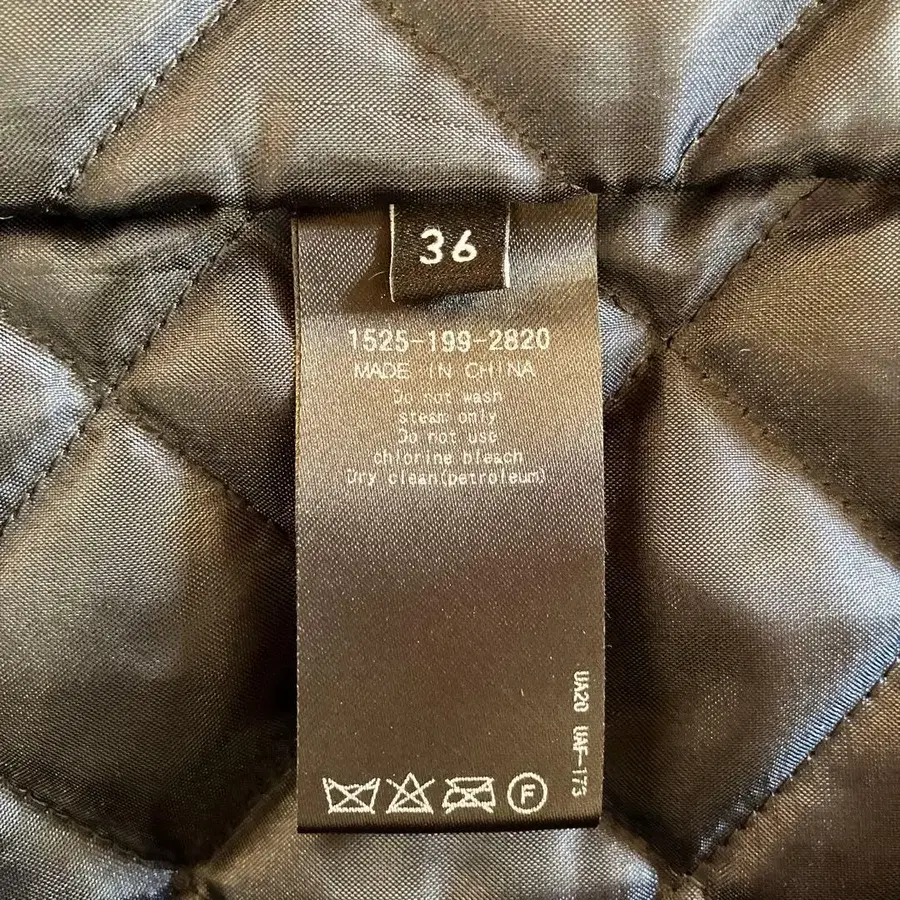 36
1525-199-2820
MADE IN CHINA
Do not wash
steam only
Do not use
chlorine bleach
Dry clean(petroleum)
UA20 UAF-173
F